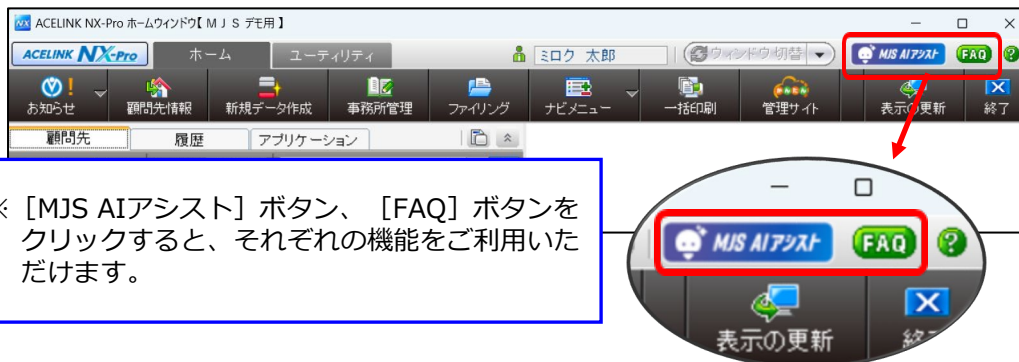 NX ACELINK NX-Pro ホームウィンドウ【ＭＪＳ デモ用】
ACELINK NX-Pro ホーム ユーティリティ ミロク 太郎 ウィンドウ切替 MJS AIアシスト FAQ ?
お知らせ 顧問先情報 新規データ作成 事務所管理 ファイリング ナビメニュー 一括印刷 管理サイト 表示の更新 終了
顧問先 履歴 アプリケーション
※［MJS AIアシスト］ボタン、［FAQ］ボタンを
クリックすると、それぞれの機能をご利用いた
だけます。
MJS AIアシスト FAQ ?
表示の更新 終